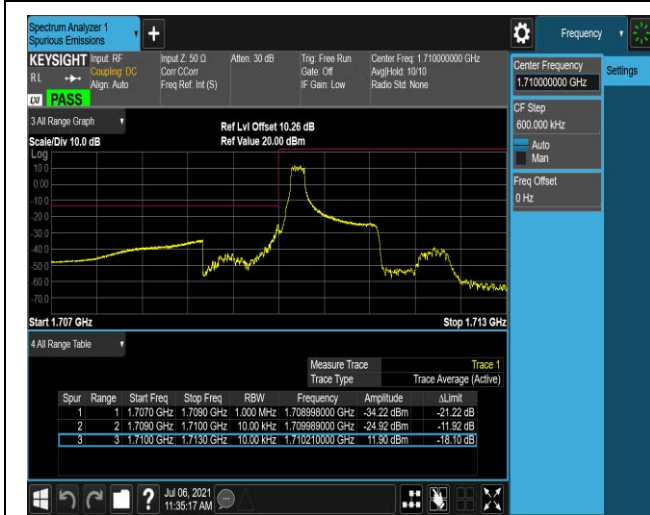 Spectrum Analyzer 1
Spurious Emissions
Frequency
KEYSIGHT Input: RF Input Z: 50 Ω Atten: 30 dB Trig: Free Run Center Freq: 1.710000000 GHz
RL Coupling: DC Corr CCorr Gate: Off Avg|Hold: 10/10
Align: Auto Freq Ref: Int (S) IF Gain: Low Radio Std: None
LXI PASS
Center Frequency
1.710000000 GHz
Settings
CF Step
600.000 kHz
Auto
Man
Freq Offset
0 Hz
3 All Range Graph
Ref Lvl Offset 10.26 dB
Scale/Div 10.0 dB Ref Value 20.00 dBm
Log
10.0
0.00
-10.0
-20.0
-30.0
-40.0
-50.0
-60.0
-70.0
Start 1.707 GHz Stop 1.713 GHz
4 All Range Table
Measure Trace Trace 1
Trace Type Trace Average (Active)
Spur Range Start Freq Stop Freq RBW Frequency Amplitude ΔLimit
1 1 1.7070 GHz 1.7090 GHz 1.000 MHz 1.708998000 GHz -34.22 dBm -21.22 dB
2 2 1.7090 GHz 1.7100 GHz 10.00 kHz 1.709989000 GHz -24.92 dBm -11.92 dB
3 3 1.7100 GHz 1.7130 GHz 10.00 kHz 1.710210000 GHz 11.90 dBm -18.10 dB
Jul 06, 2021
11:35:17 AM